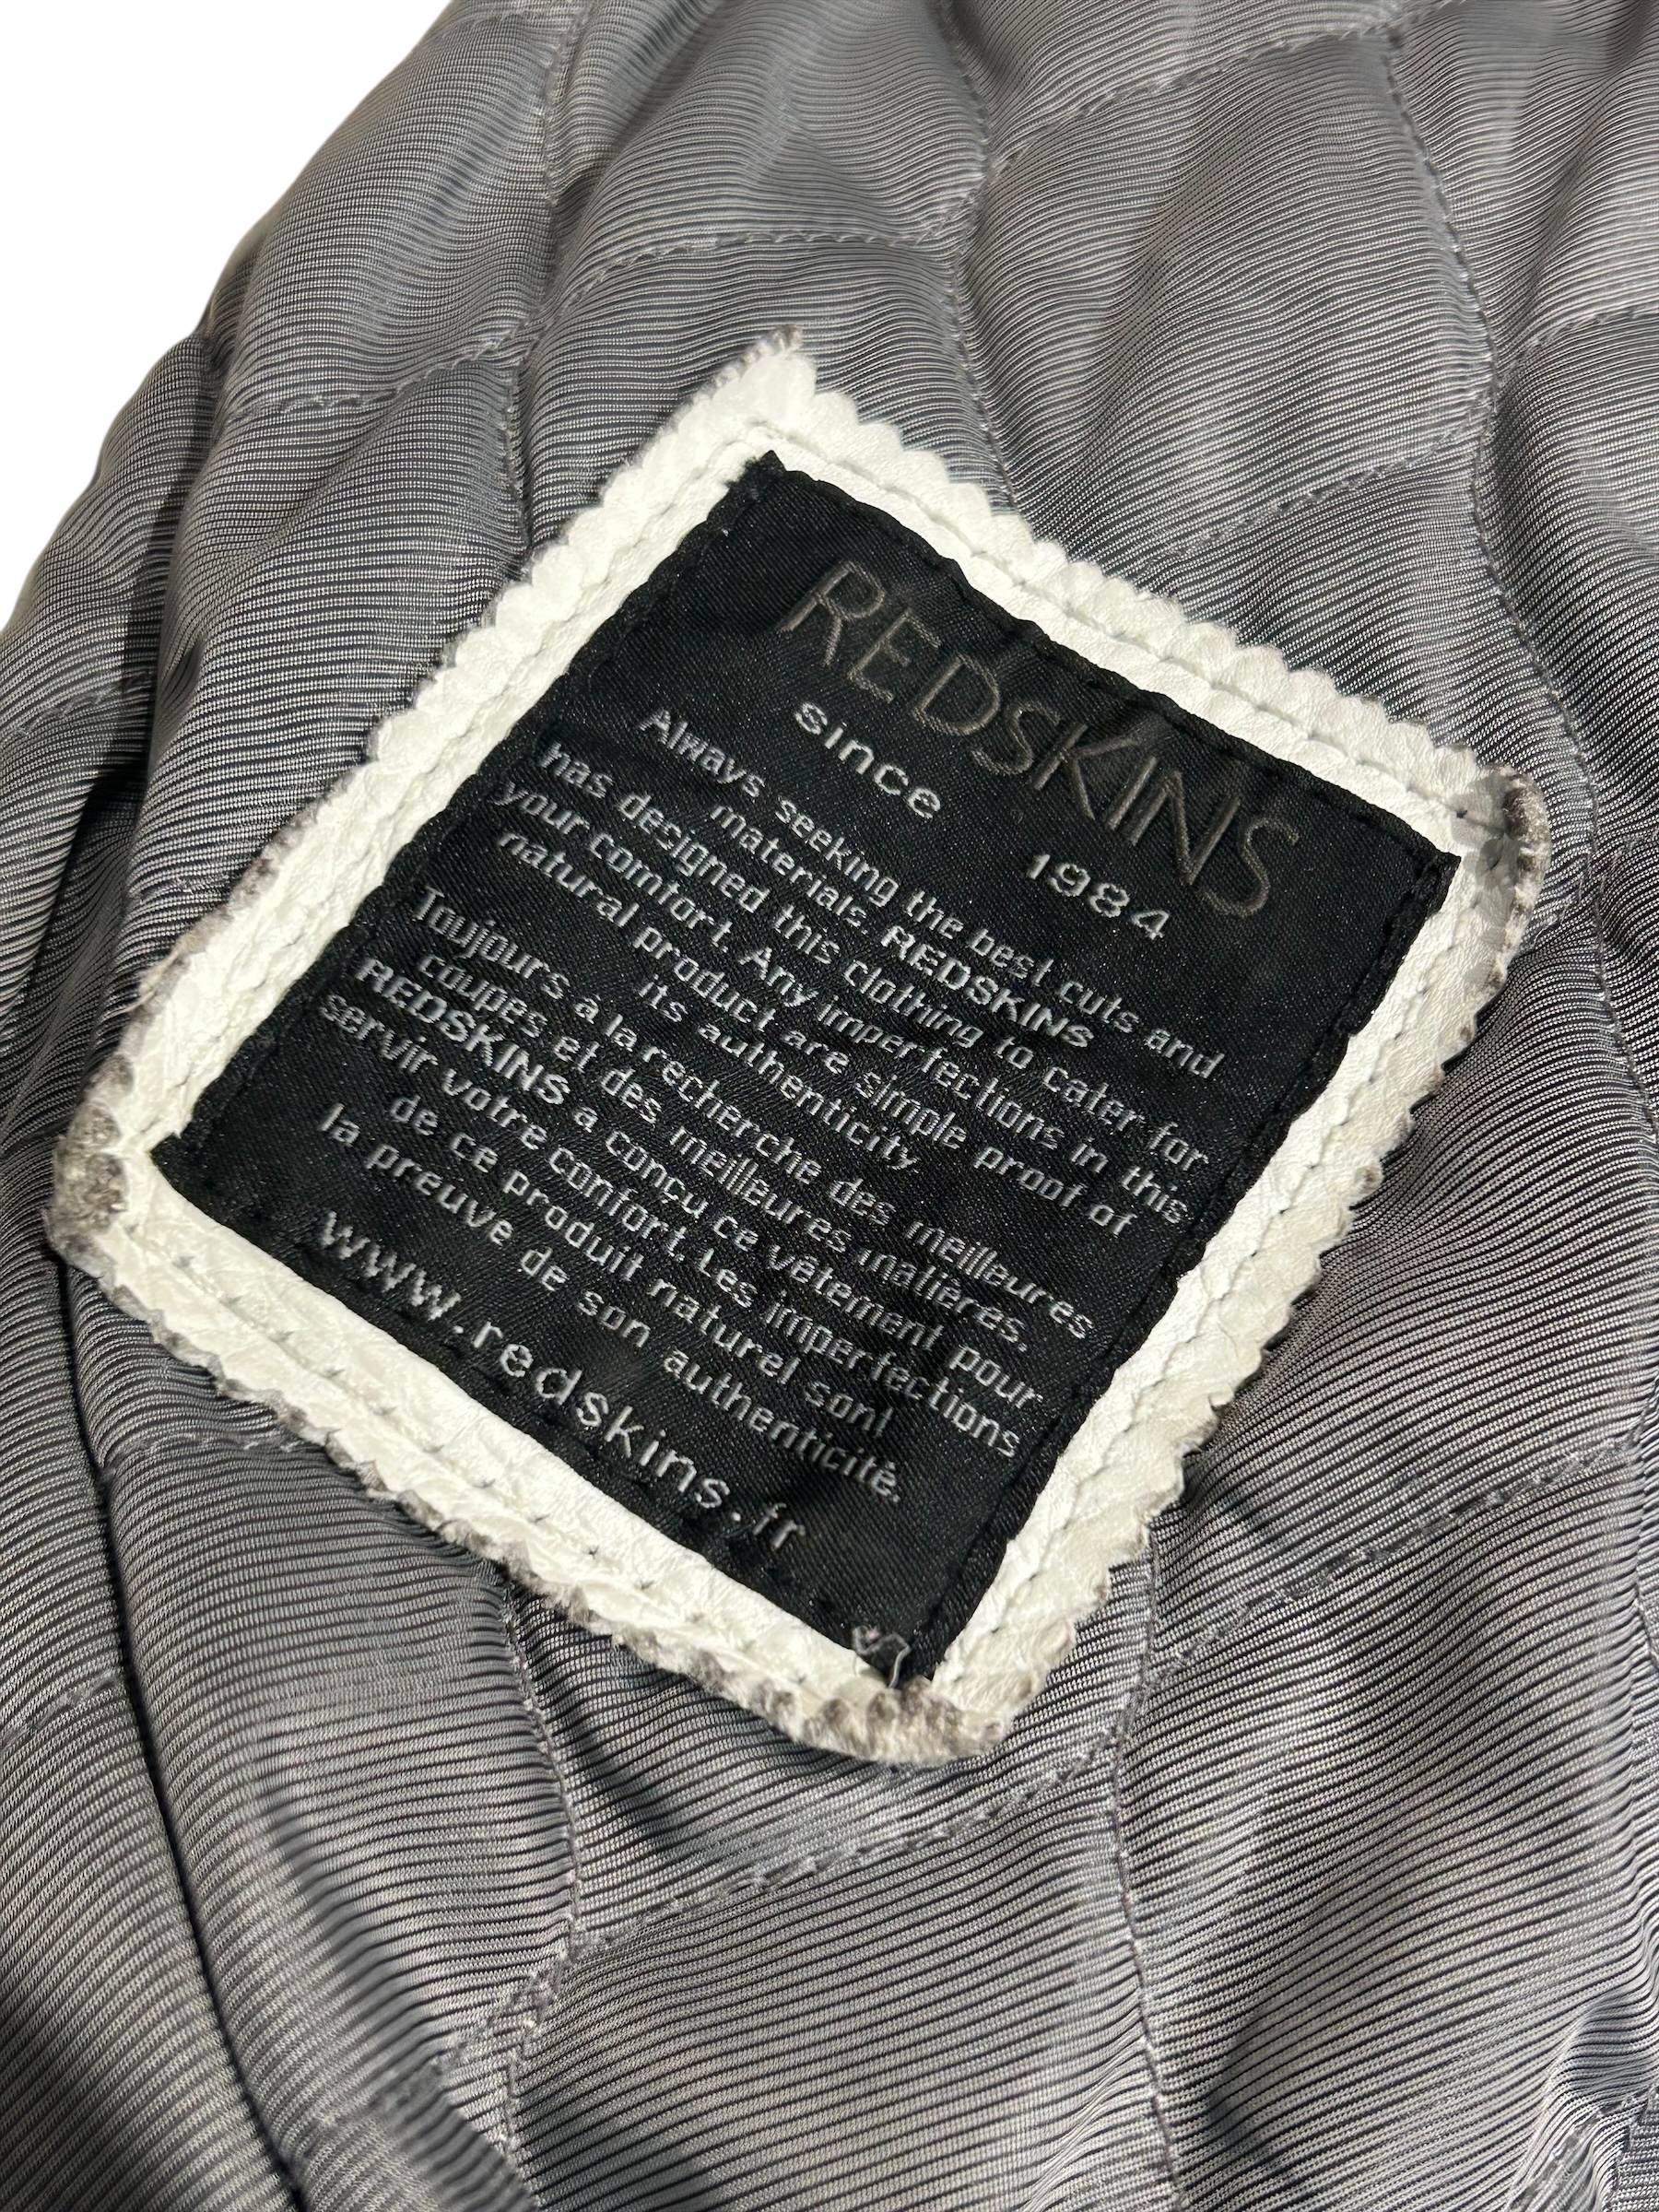 REDSKINS
since 1984
Always seeking the best cuts and
materials, REDSKINS
has designed this clothing to cater for
your comfort. Any imperfections in this
natural product are simple proof of
its authenticity
Toujours à la recherche des meilleures
coupes et des meilleures matières.
REDSKINS a conçu ce vêtement pour
servir votre confort. Les imperfections
de ce produit naturel sont
la preuve de son authenticité.
www.redskins.fr